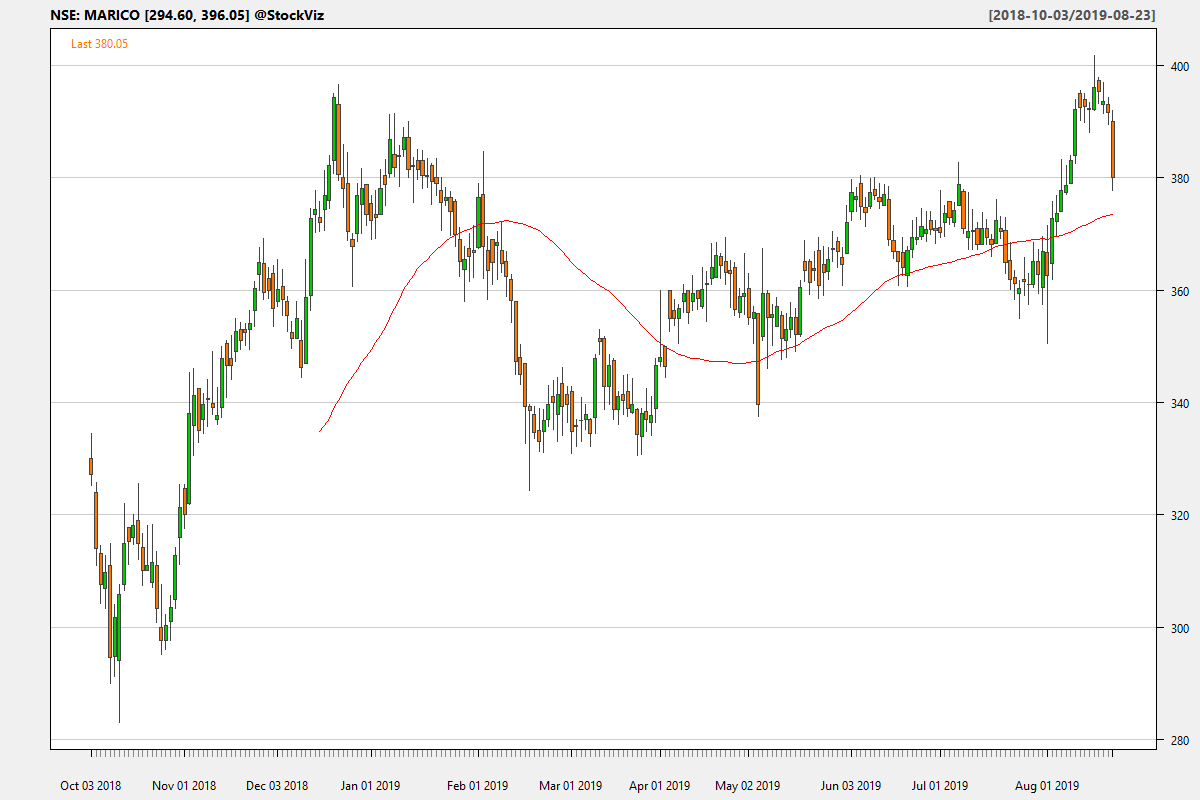 NSE: MARICO [294.60, 396.05] @StockViz [2018-10-03/2019-08-23]
Last 380.05
400
380
360
340
320
300
280
Oct 03 2018 Nov 01 2018 Dec 03 2018 Jan 01 2019 Feb 01 2019 Mar 01 2019 Apr 01 2019 May 02 2019 Jun 03 2019 Jul 01 2019 Aug 01 2019